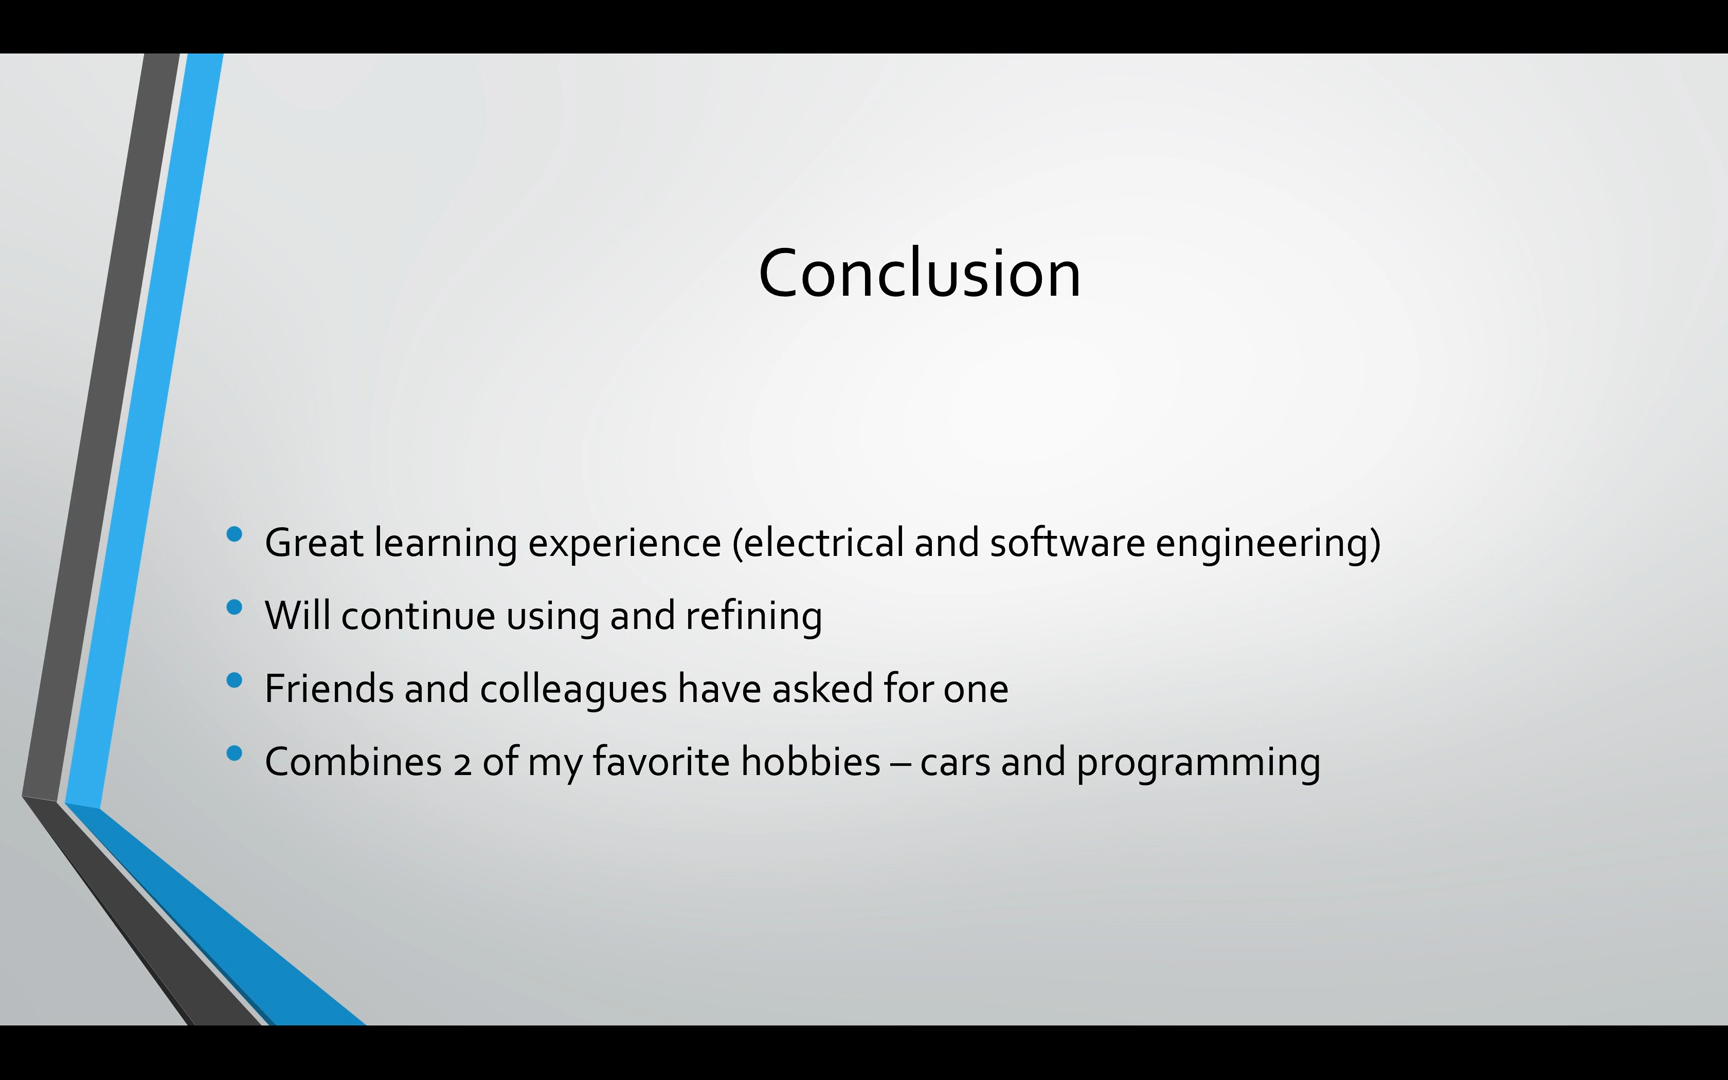 Conclusion
• Great learning experience (electrical and software engineering)
• Will continue using and refining
• Friends and colleagues have asked for one
• Combines 2 of my favorite hobbies – cars and programming